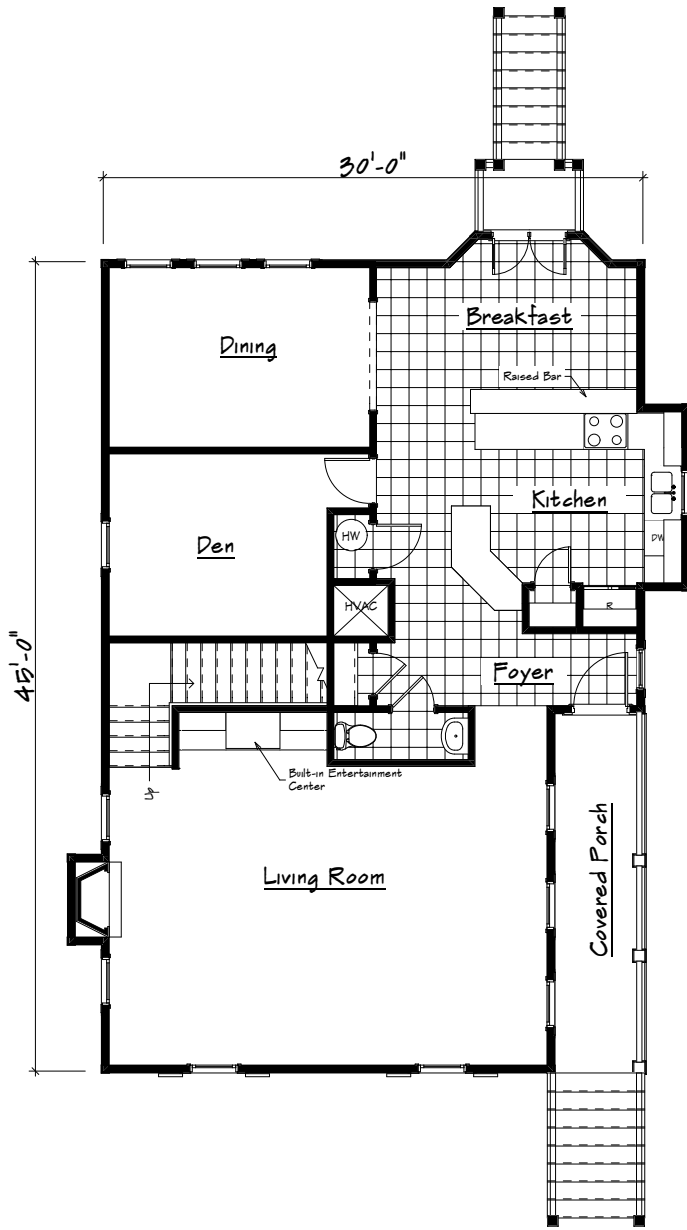 30'-0"
Breakfast
Dining
Raised Bar
Kitchen
Den
HW
DW
HVAC
R
45'-0"
Foyer
Up
Built-in Entertainment
Center
Living Room
Covered Porch